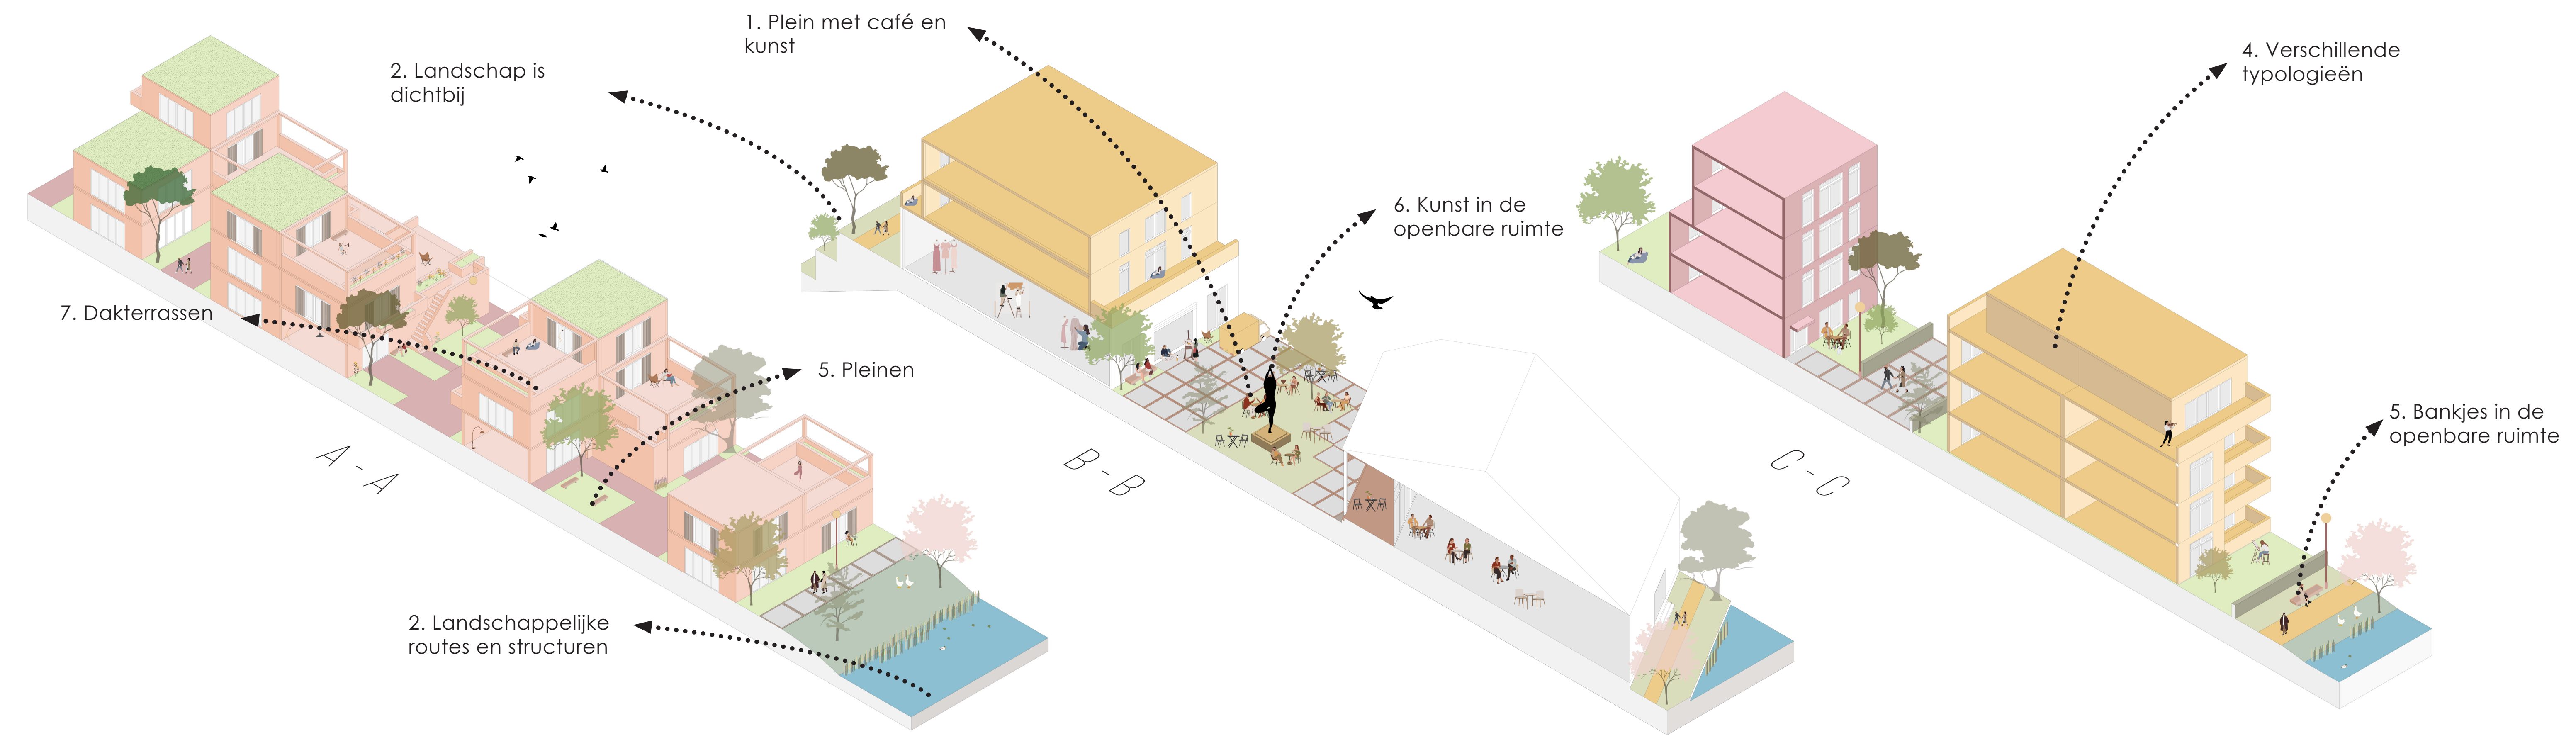 1. Plein met café en
kunst
2. Landschap is
dichtbij
4. Verschillende
typologieën
6. Kunst in de
openbare ruimte
7. Dakterrassen
5. Pleinen
5. Bankjes in de
openbare ruimte
A - A
B - B
C - C
2. Landschappelijke
routes en structuren